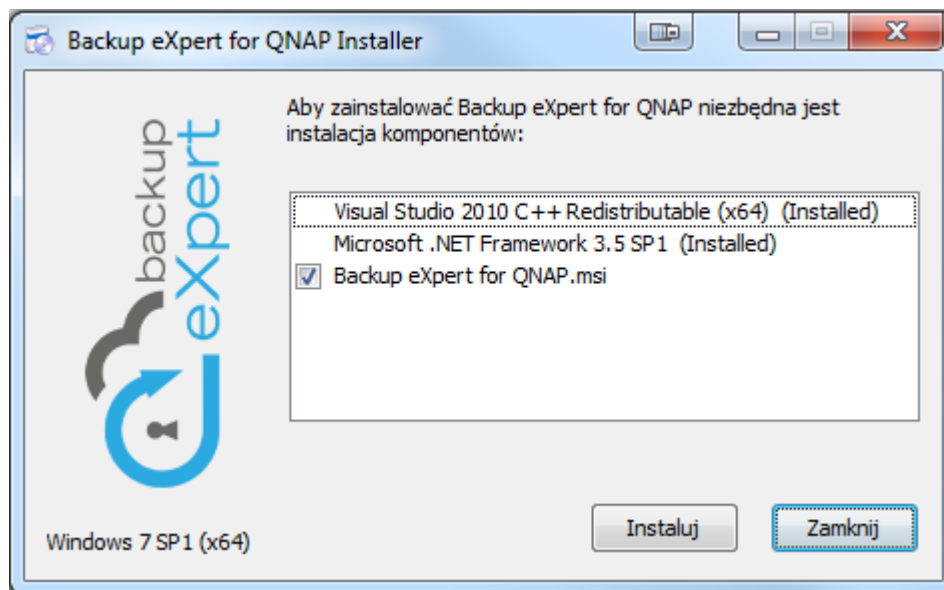 Backup eXpert for QNAP Installer
Aby zainstalować Backup eXpert for QNAP niezbędna jest
instalacja komponentów:
backup
eXpert
Visual Studio 2010 C++ Redistributable (x64) (Installed)
Microsoft .NET Framework 3.5 SP1 (Installed)
Backup eXpert for QNAP.msi
Windows 7 SP1 (x64)
Instaluj
Zamknij